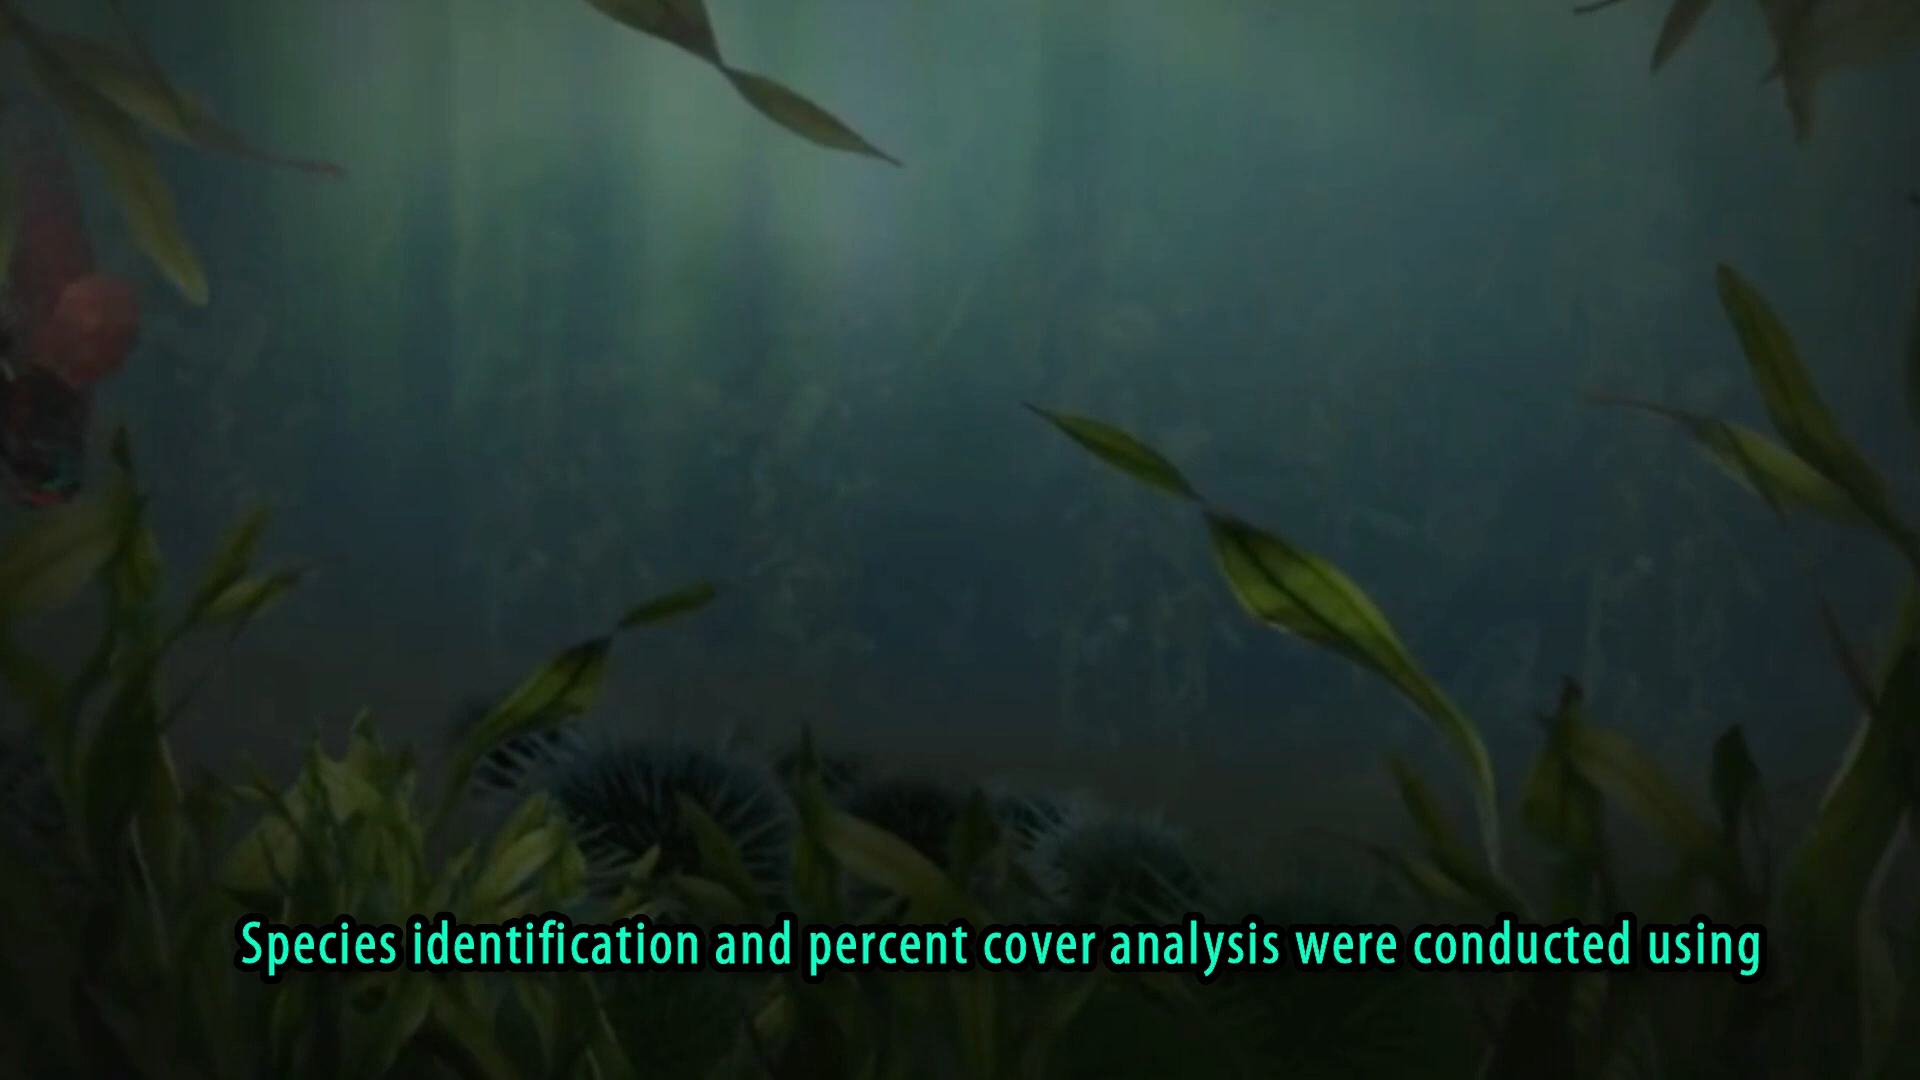 Species identification and percent cover analysis were conducted using